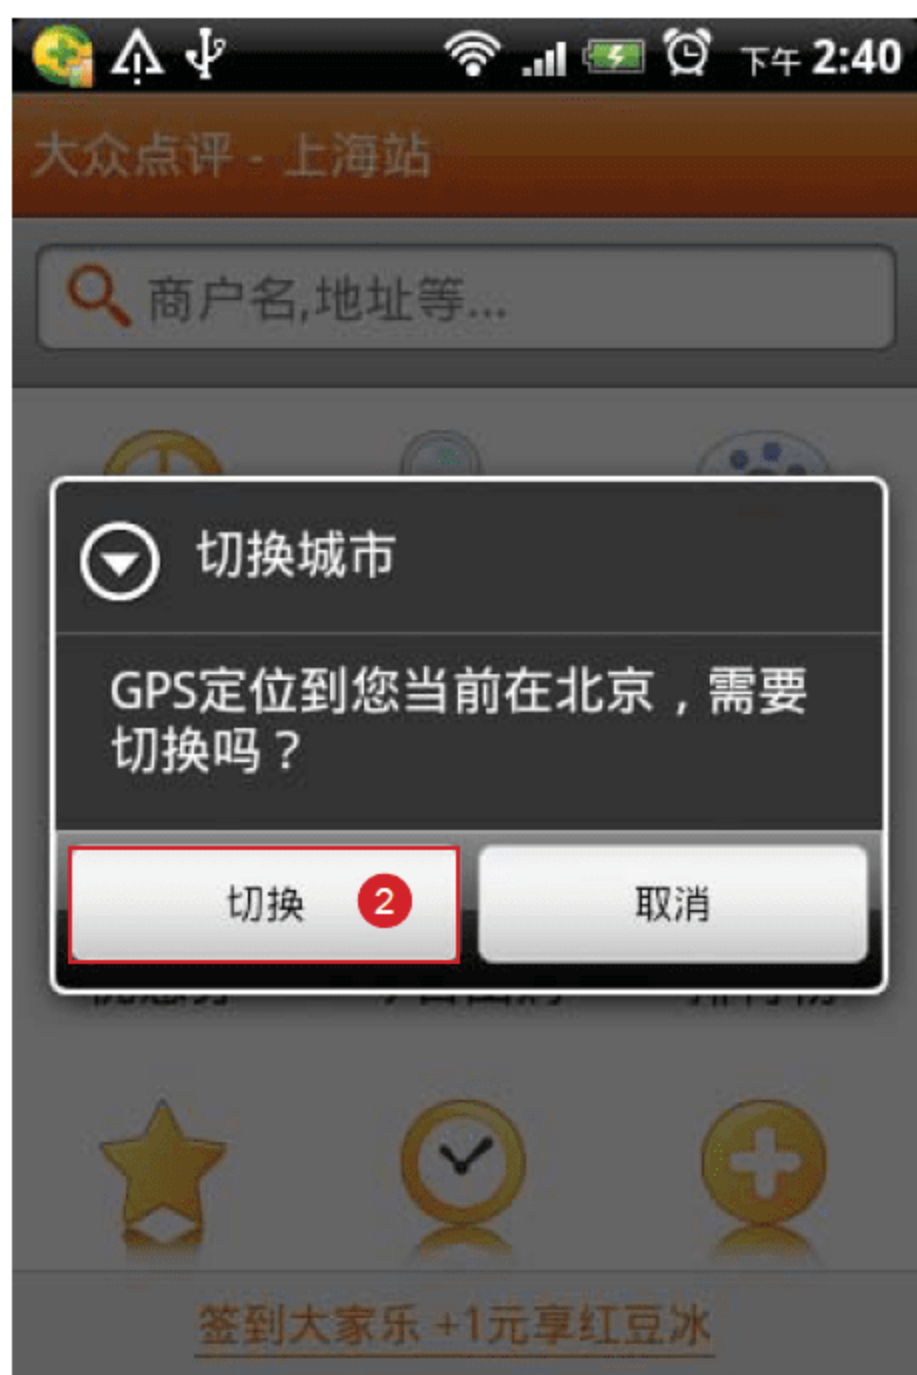 下午 2:40
大众点评 - 上海站
商户名,地址等...
切换城市
GPS定位到您当前在北京，需要
切换吗？
切换 2 取消
签到大家乐 +1元享红豆冰